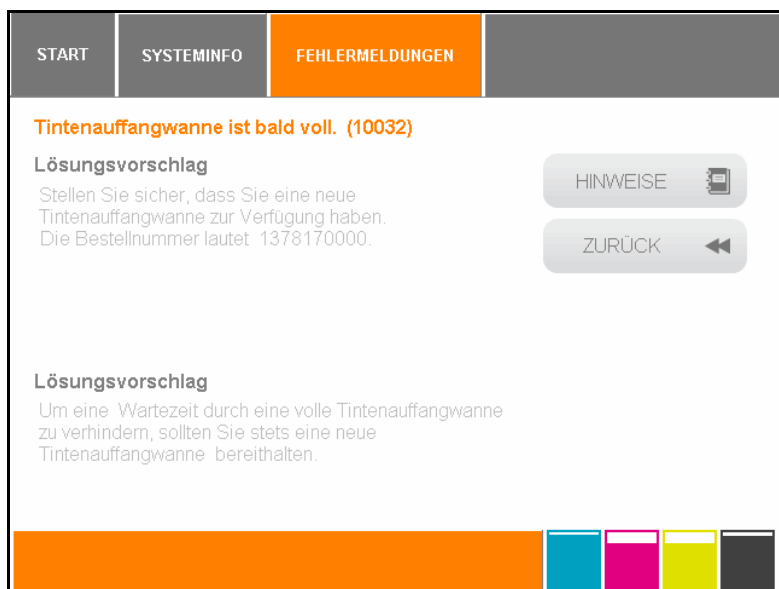 START
SYSTEMINFO
FEHLERMELDUNGEN
Tintenauffangwanne ist bald voll. (10032)
Lösungsvorschlag
Stellen Sie sicher, dass Sie eine neue
Tintenauffangwanne zur Verfügung haben.
Die Bestellnummer lautet 1378170000.
HINWEISE
ZURÜCK
Lösungsvorschlag
Um eine Wartezeit durch eine volle Tintenauffangwanne
zu verhindern, sollten Sie stets eine neue
Tintenauffangwanne bereithalten.